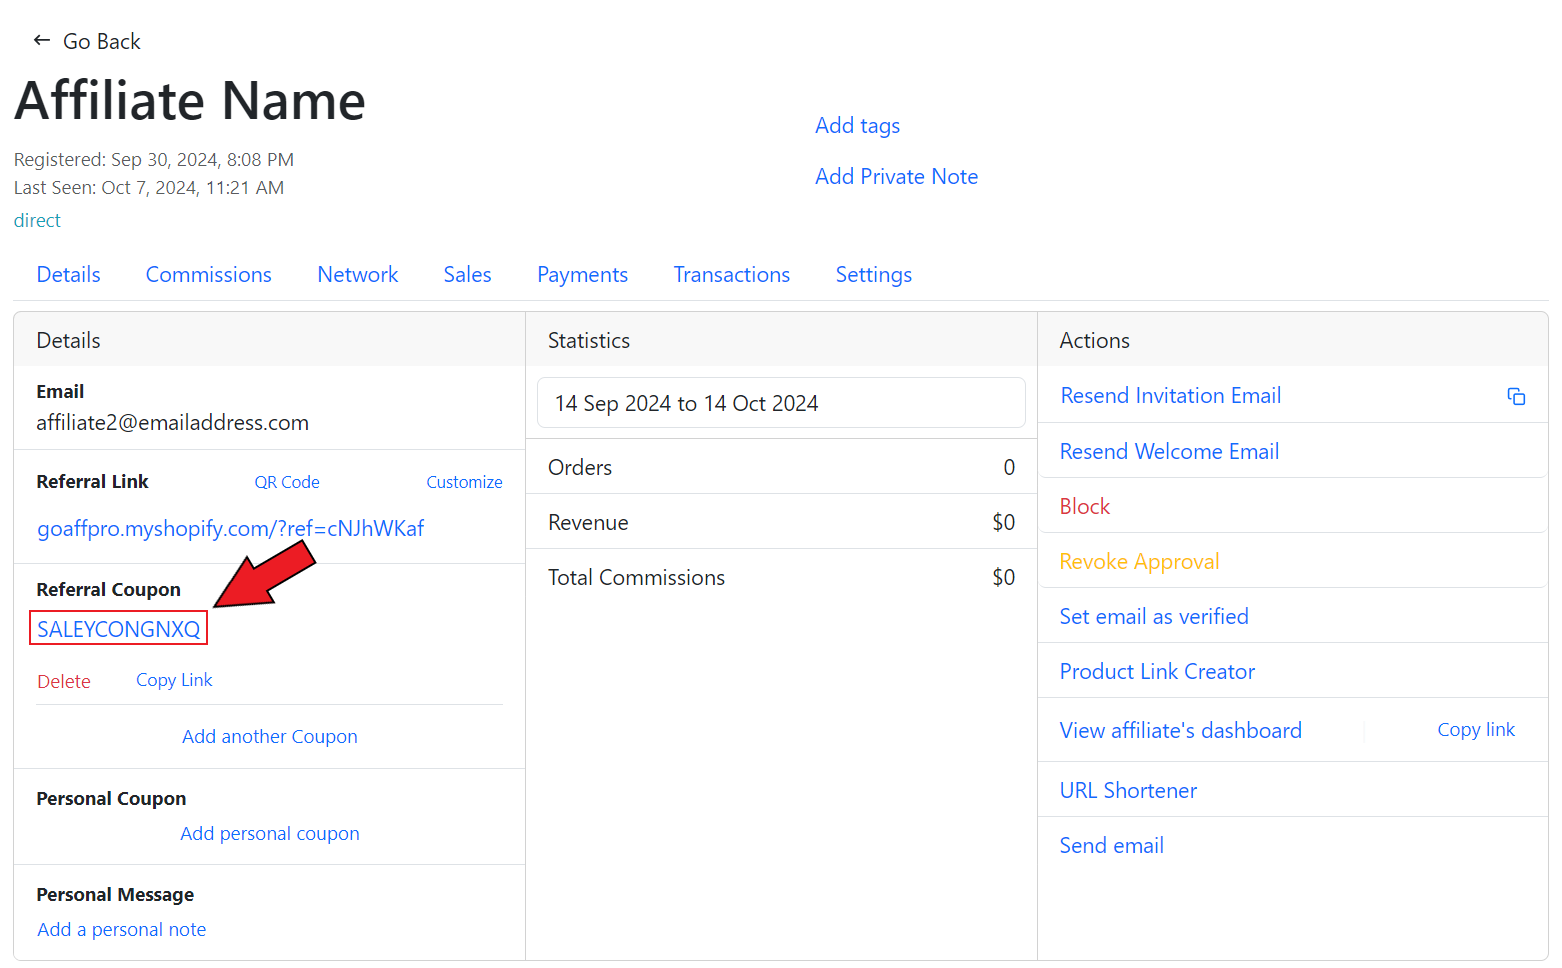 ← Go Back
Affiliate Name
Registered: Sep 30, 2024, 8:08 PM
Last Seen: Oct 7, 2024, 11:21 AM
direct
Add tags
Add Private Note
Details Commissions Network Sales Payments Transactions Settings
Details
Email
affiliate2@emailaddress.com
Referral Link QR Code Customize
goaffpro.myshopify.com/?ref=cNJhWKaf
Referral Coupon
SALEYCONGNXQ
Delete Copy Link
Add another Coupon
Personal Coupon
Add personal coupon
Personal Message
Add a personal note
Statistics
14 Sep 2024 to 14 Oct 2024
Orders 0
Revenue $0
Total Commissions $0
Actions
Resend Invitation Email
Resend Welcome Email
Block
Revoke Approval
Set email as verified
Product Link Creator
View affiliate's dashboard Copy link
URL Shortener
Send email